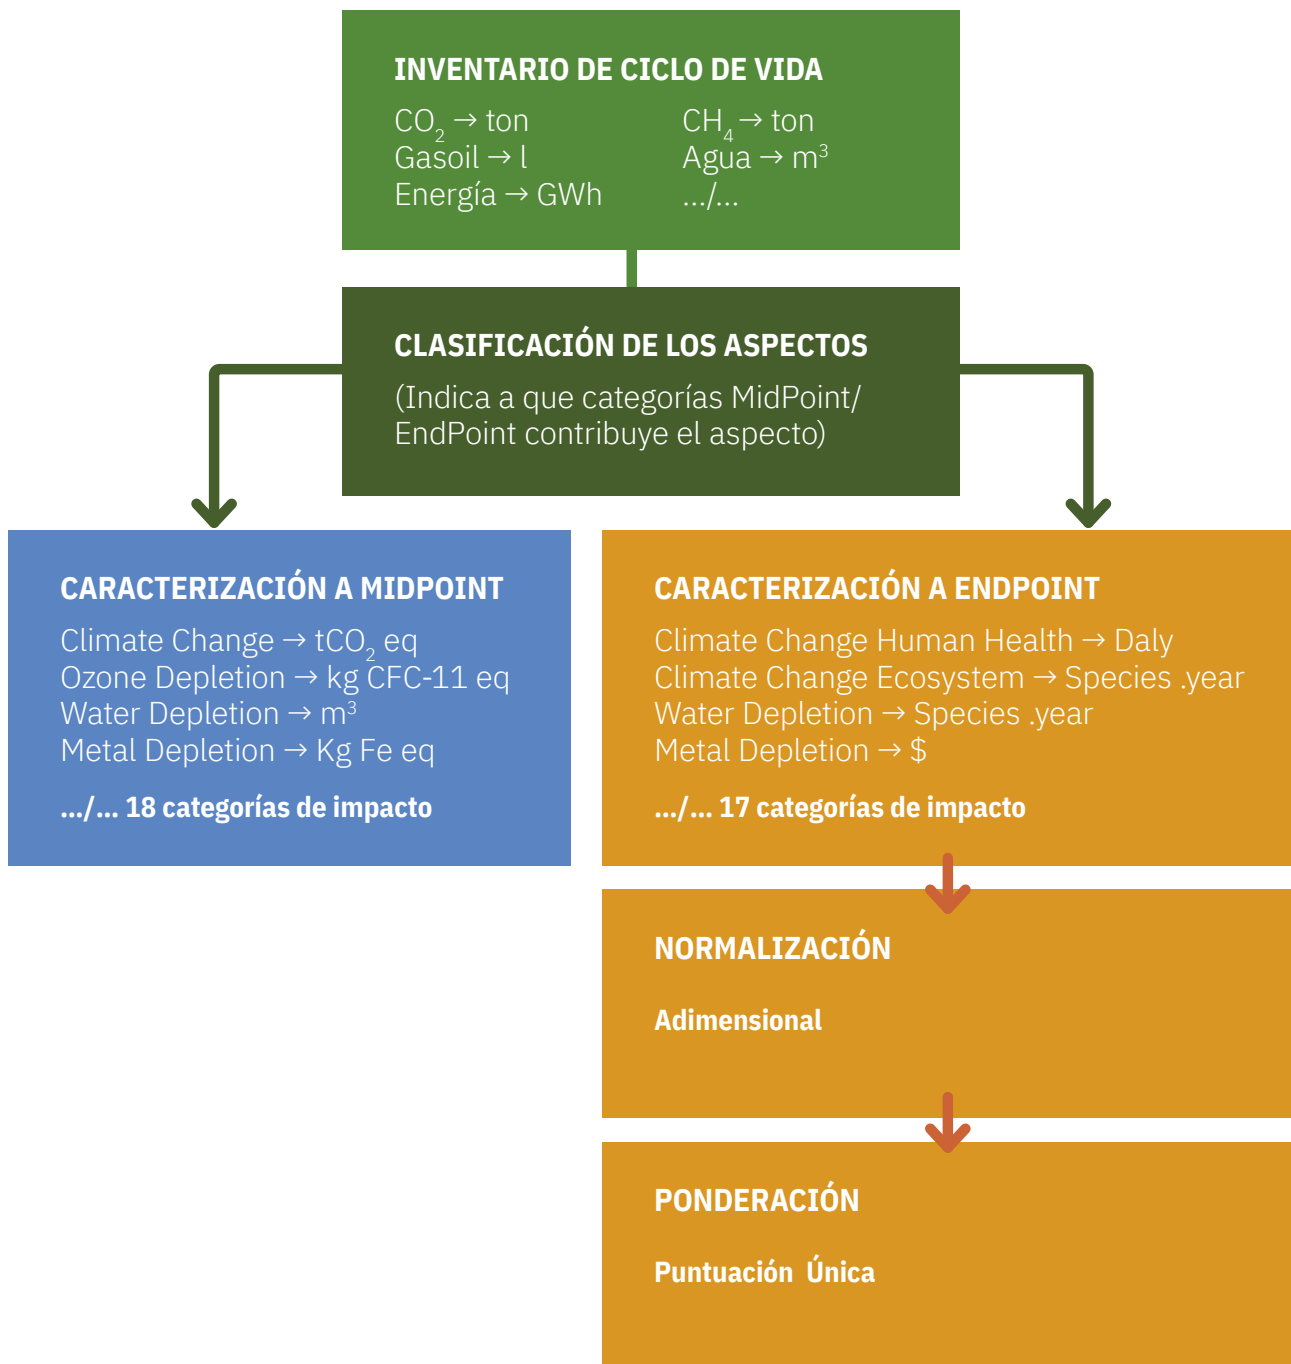 INVENTARIO DE CICLO DE VIDA
CO₂ → ton
Gasoil → l
Energía → GWh
CH₄ → ton
Agua → m³
.../...
CLASIFICACIÓN DE LOS ASPECTOS
(Indica a que categorías MidPoint/
EndPoint contribuye el aspecto)
CARACTERIZACIÓN A MIDPOINT
Climate Change → tCO₂ eq
Ozone Depletion → kg CFC-11 eq
Water Depletion → m³
Metal Depletion → Kg Fe eq
.../... 18 categorías de impacto
CARACTERIZACIÓN A ENDPOINT
Climate Change Human Health → Daly
Climate Change Ecosystem → Species .year
Water Depletion → Species .year
Metal Depletion → $
.../... 17 categorías de impacto
NORMALIZACIÓN
Adimensional
PONDERACIÓN
Puntuación Única